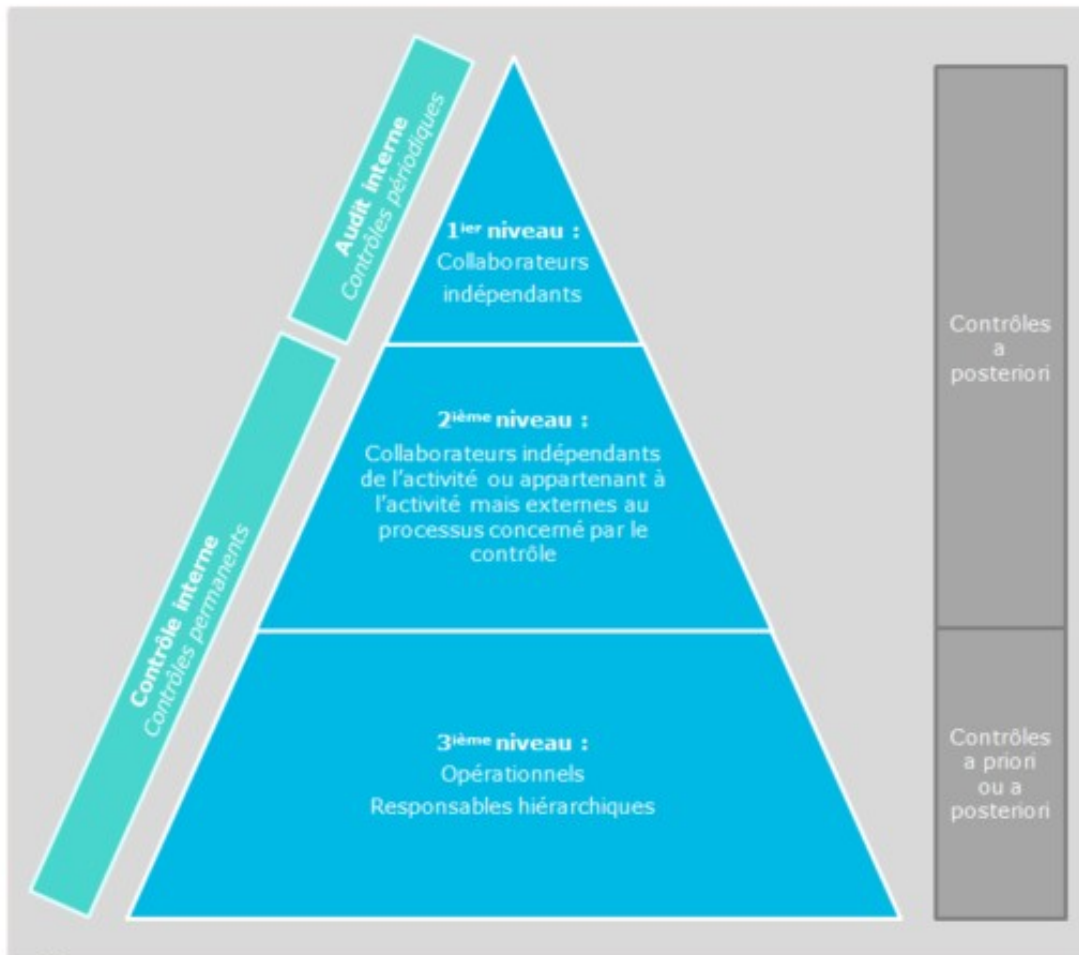 Audit interne
Contrôles périodiques
Contrôle interne
Contrôles permanents
1ier niveau :
Collaborateurs
indépendants
2ième niveau :
Collaborateurs indépendants
de l'activité ou appartenant à
l'activité mais externes au
processus concerné par le
contrôle
3ième niveau :
Opérationnels
Responsables hiérarchiques
Contrôles
a
posteriori
Contrôles
a priori
ou a
posteriori